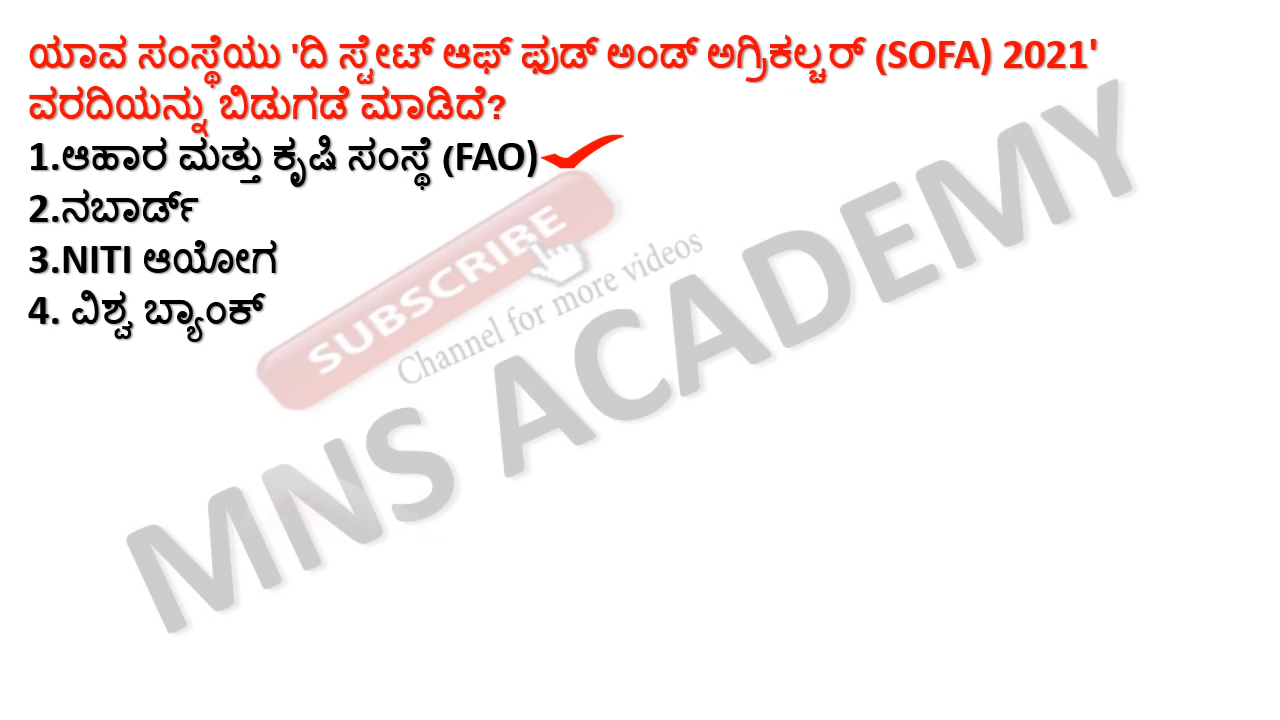 ಯಾವ ಸಂಸ್ಥೆಯು 'ದಿ ಸ್ಟೇಟ್ ಆಫ್ ಫುಡ್ ಅಂಡ್ ಅಗ್ರಿಕಲ್ಚರ್ (SOFA) 2021'
ವರದಿಯನ್ನು ಬಿಡುಗಡೆ ಮಾಡಿದೆ?
1.ಆಹಾರ ಮತ್ತು ಕೃಷಿ ಸಂಸ್ಥೆ (FAO)
2.ನಬಾರ್ಡ್
3.NITI ಆಯೋಗ
4. ವಿಶ್ವ ಬ್ಯಾಂಕ್
SUBSCRIBE
Channel for more videos
MNS ACADEMY